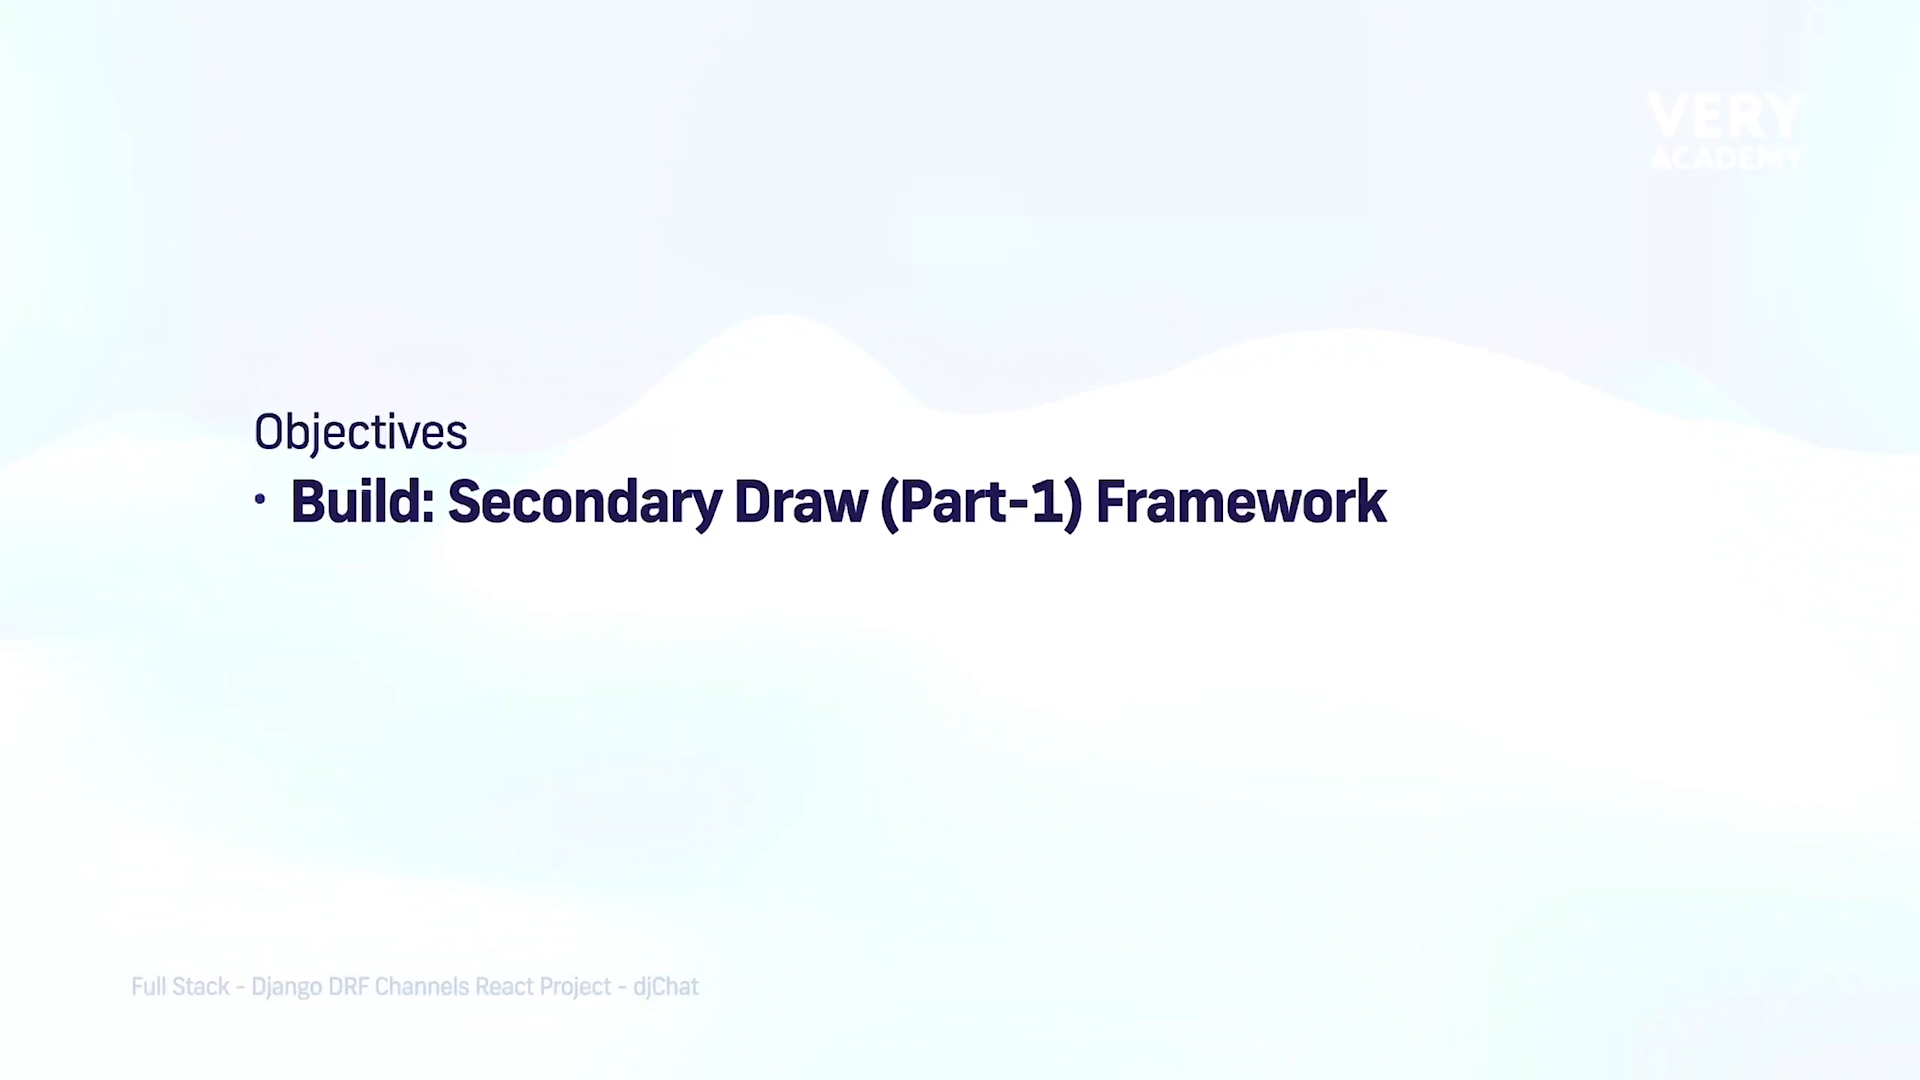 VERY
ACADEMY
Objectives
• Build: Secondary Draw (Part-1) Framework
Full Stack - Django DRF Channels React Project - djChat